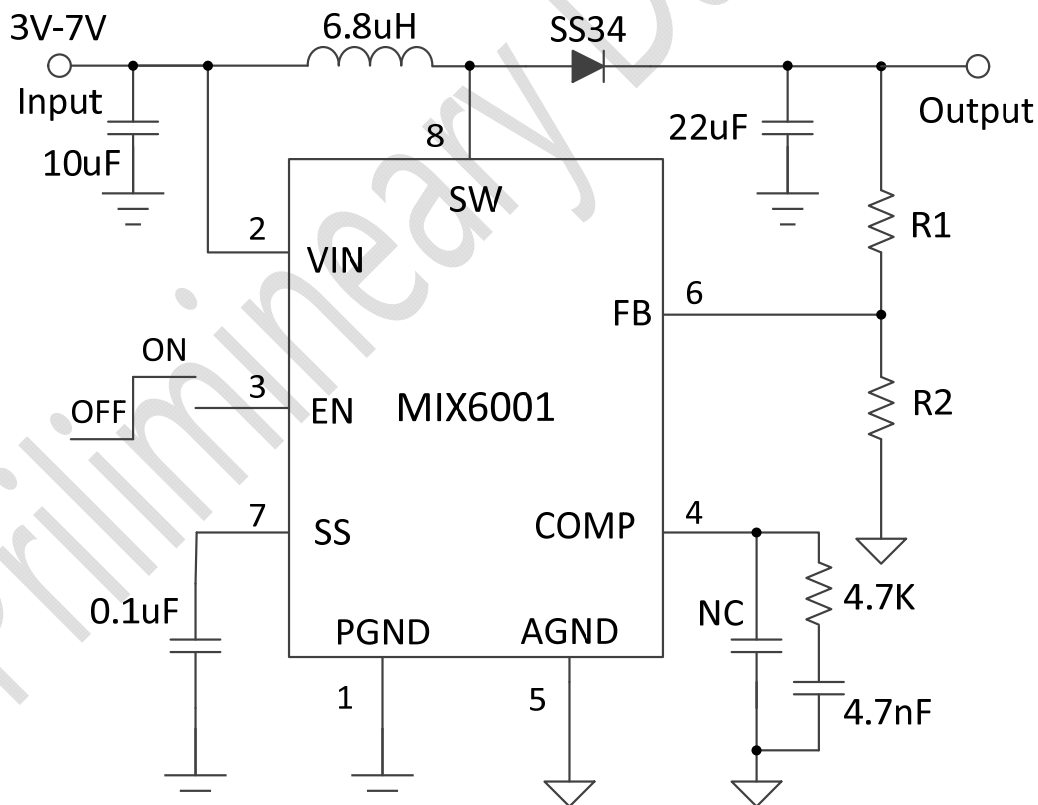 3V-7V
6.8uH
SS34
Input
Output
10uF
22uF
8
SW
2
VIN
R1
6
FB
ON
OFF
3
EN
MIX6001
R2
7
SS
COMP
4
0.1uF
NC
4.7K
PGND
AGND
1
5
4.7nF
Prilimineary D